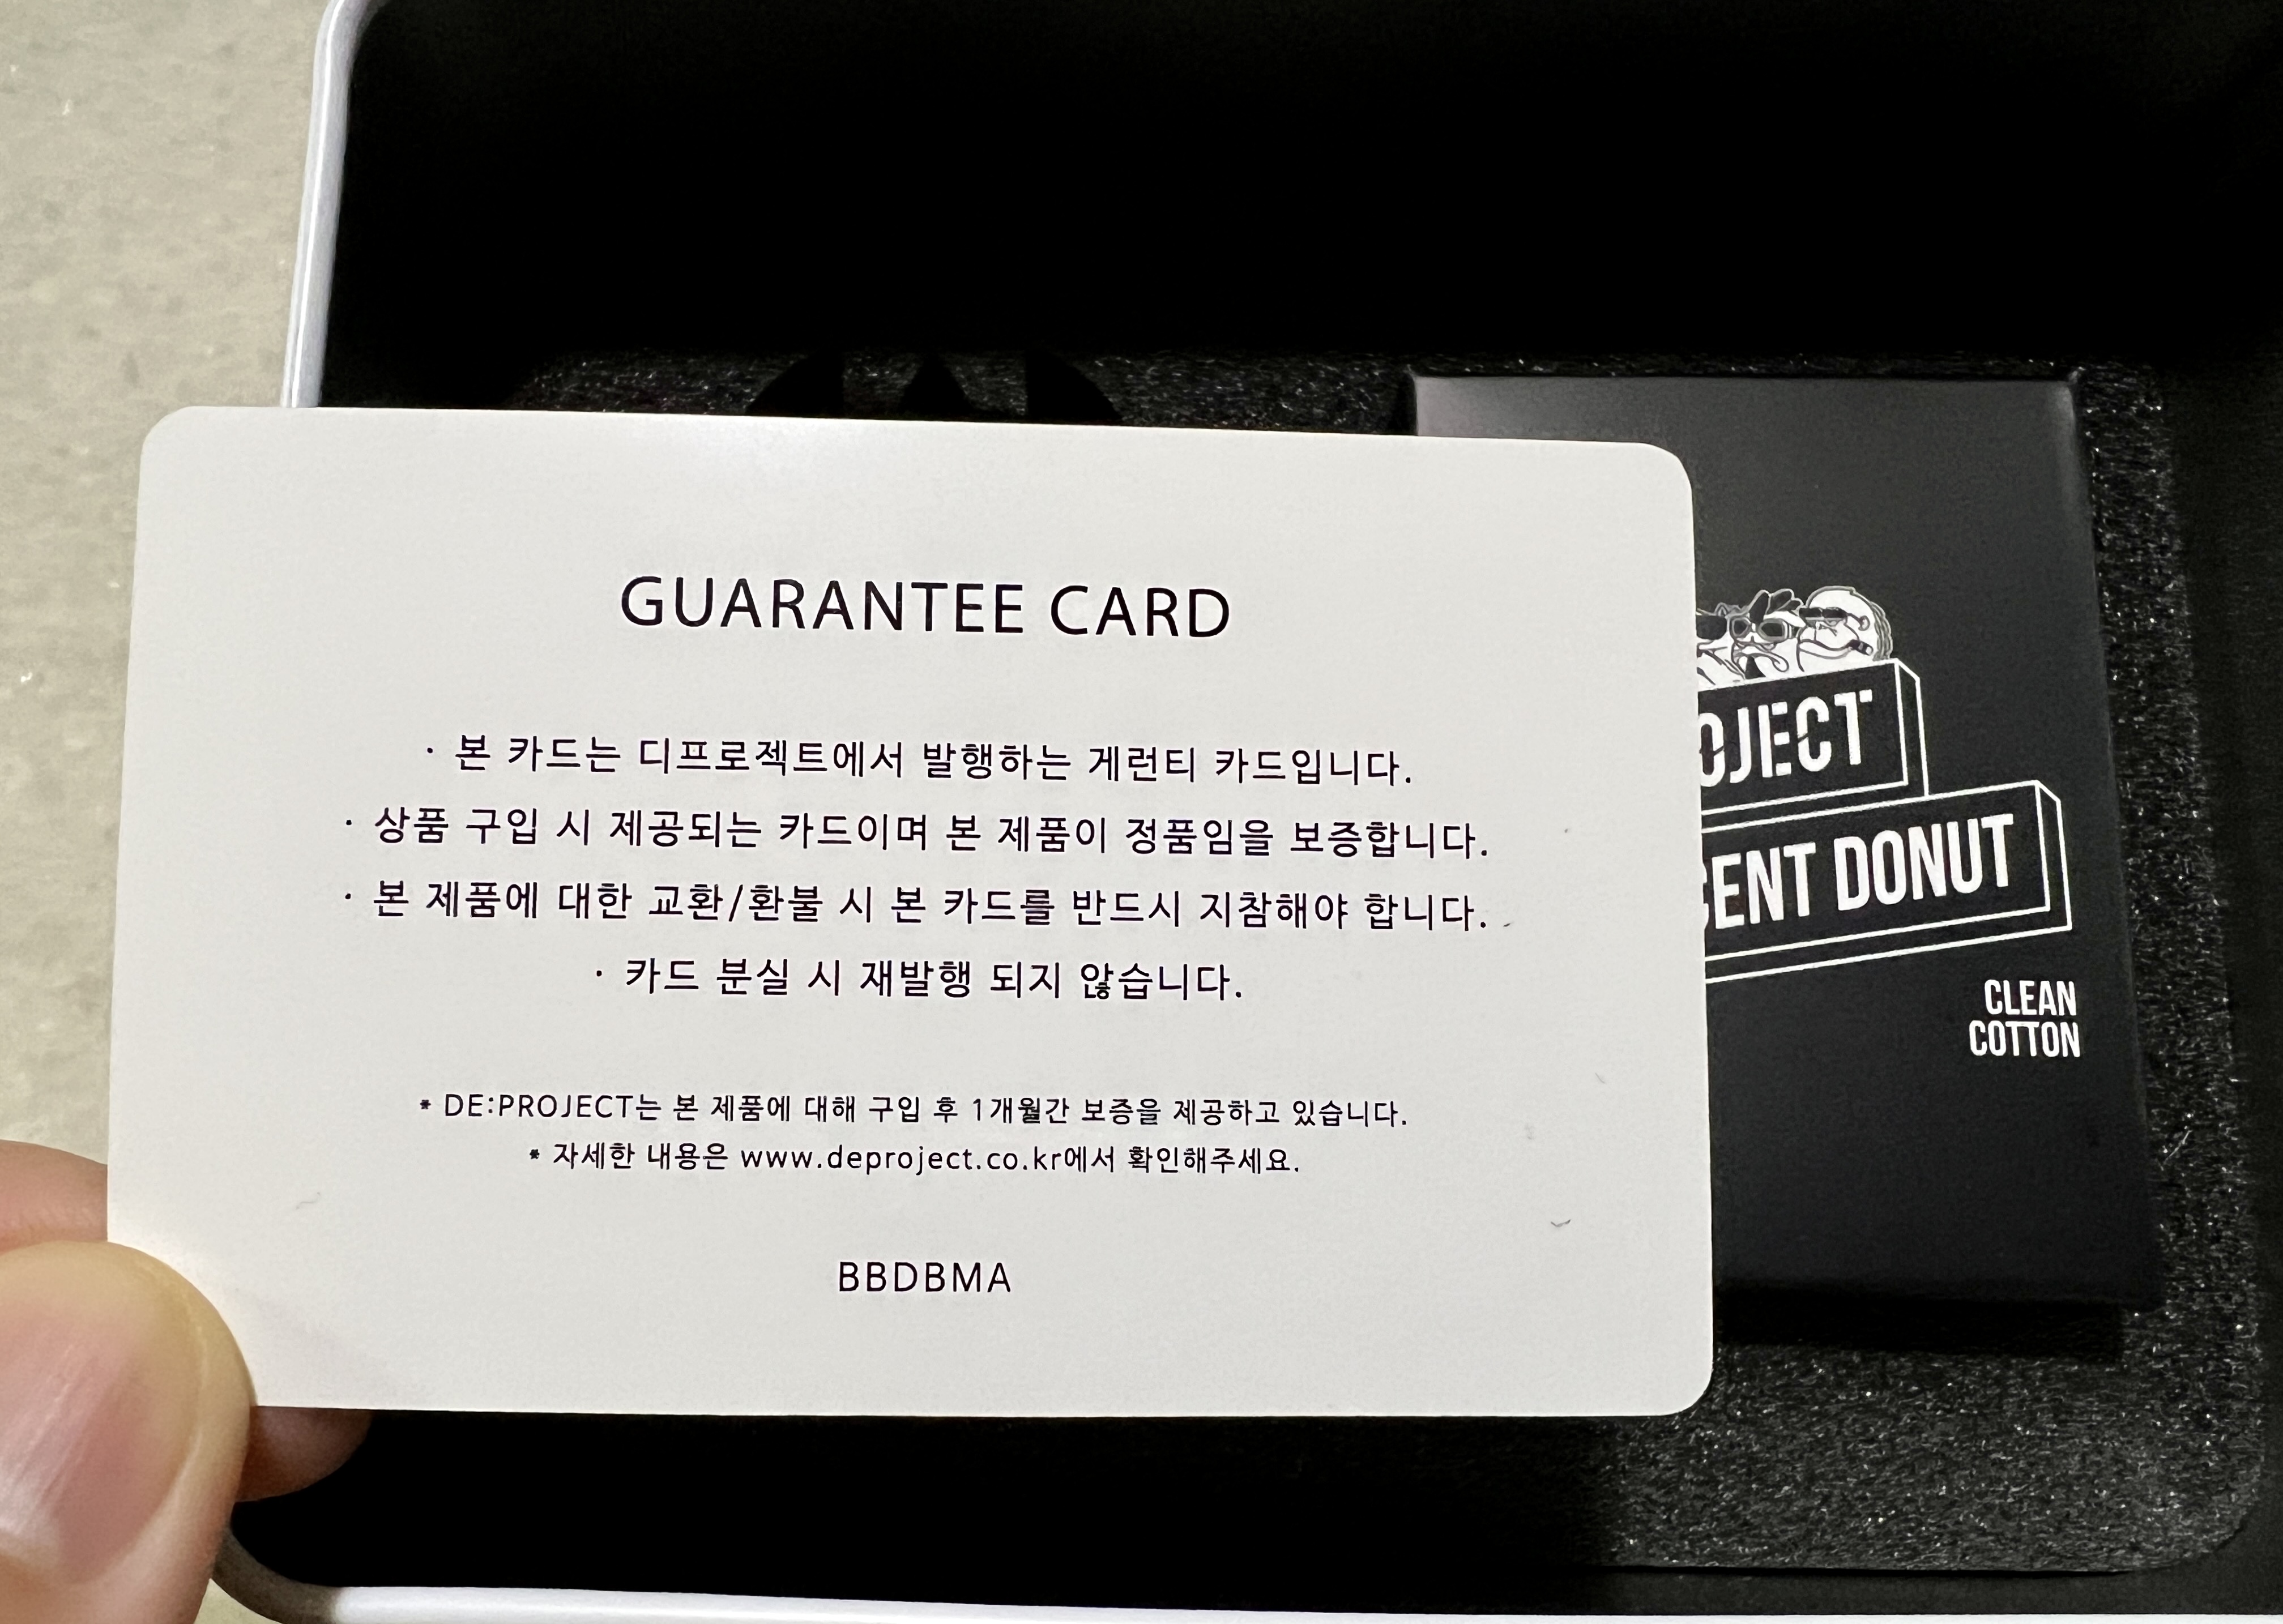 GUARANTEE CARD
· 본 카드는 디프로젝트에서 발행하는 게런티 카드입니다.
· 상품 구입 시 제공되는 카드이며 본 제품이 정품임을 보증합니다.
· 본 제품에 대한 교환/환불 시 본 카드를 반드시 지참해야 합니다.
· 카드 분실 시 재발행 되지 않습니다.
* DE:PROJECT는 본 제품에 대해 구입 후 1개월간 보증을 제공하고 있습니다.
* 자세한 내용은 www.deproject.co.kr에서 확인해주세요.
BBDBMA
OJECT
CENT DONUT
CLEAN
COTTON